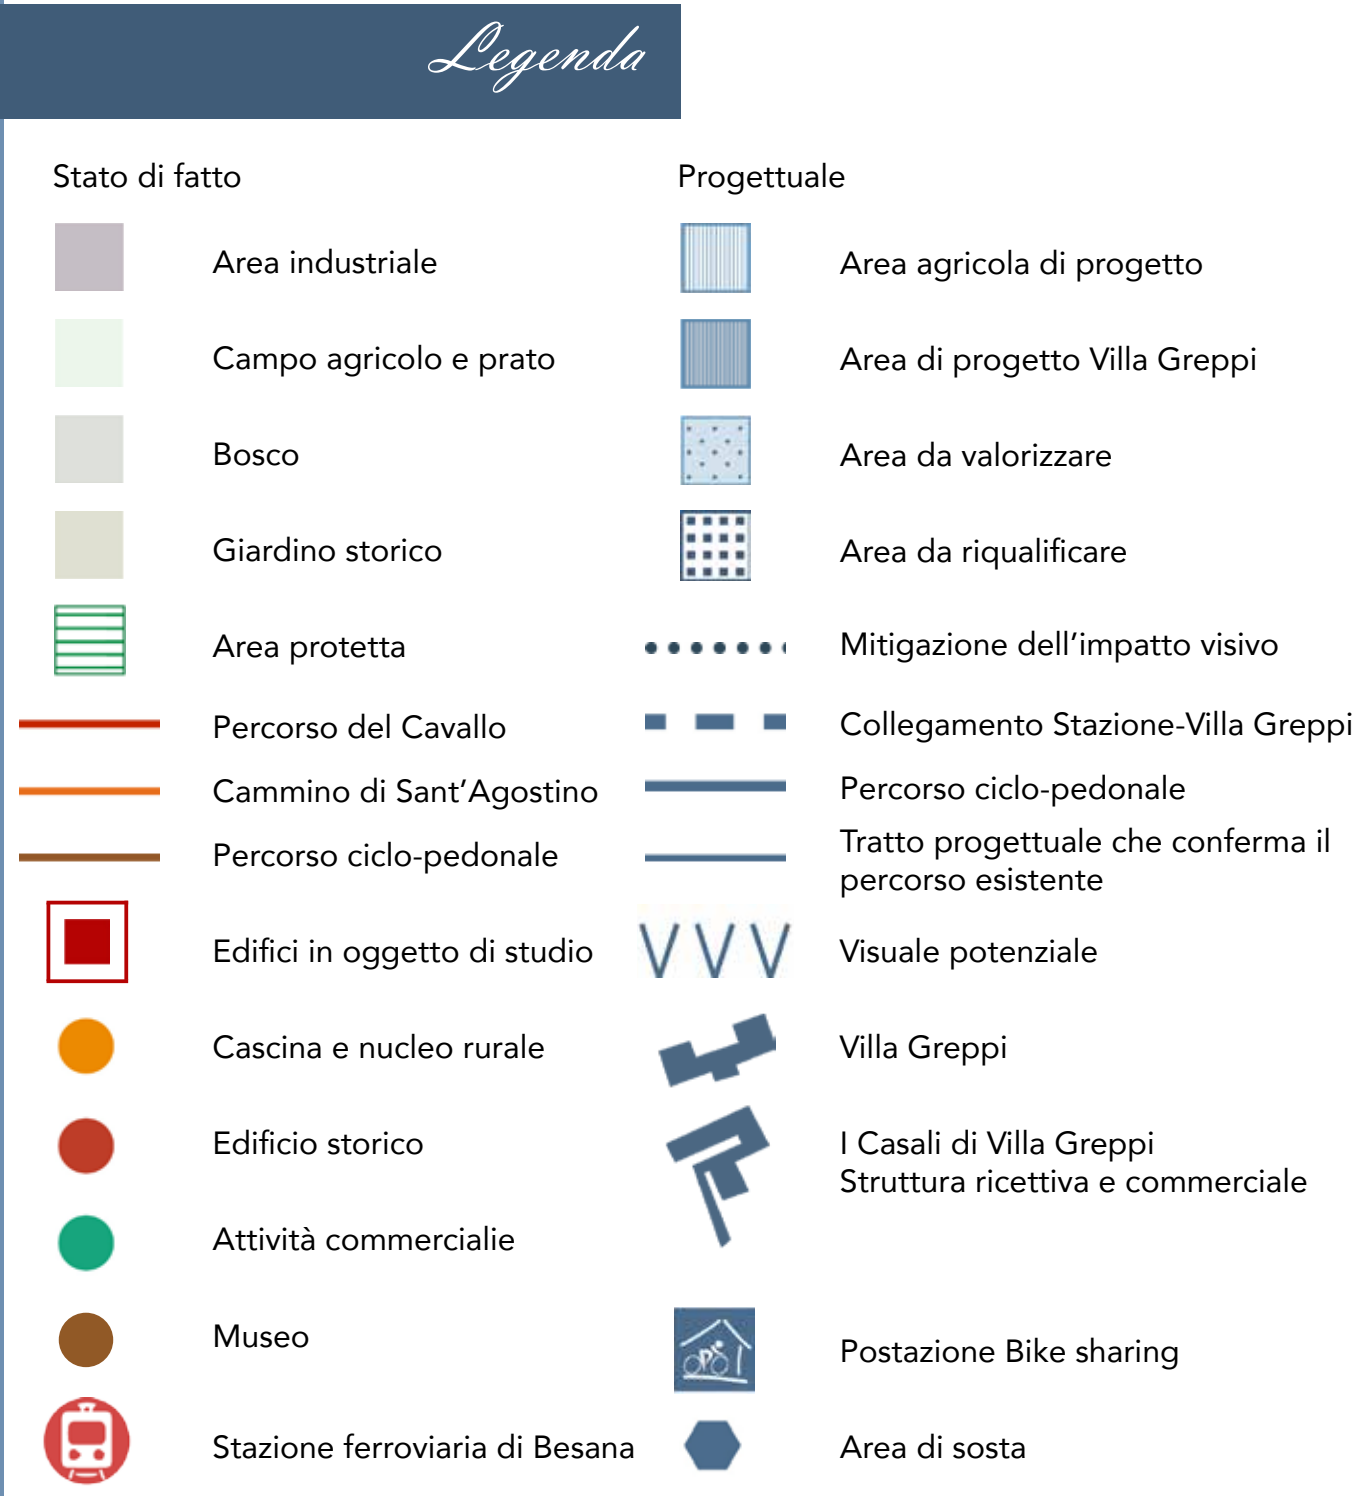 Legenda
Stato di fatto
Area industriale
Campo agricolo e prato
Bosco
Giardino storico
Area protetta
Percorso del Cavallo
Cammino di Sant'Agostino
Percorso ciclo-pedonale
Edifici in oggetto di studio
Cascina e nucleo rurale
Edificio storico
Attività commercialie
Museo
Stazione ferroviaria di Besana
Progettuale
Area agricola di progetto
Area di progetto Villa Greppi
Area da valorizzare
Area da riqualificare
Mitigazione dell'impatto visivo
Collegamento Stazione-Villa Greppi
Percorso ciclo-pedonale
Tratto progettuale che conferma il
percorso esistente
Visuale potenziale
Villa Greppi
I Casali di Villa Greppi
Struttura ricettiva e commerciale
Postazione Bike sharing
Area di sosta